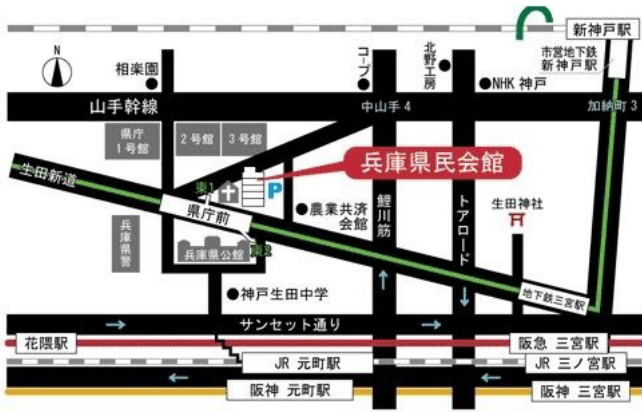 新神戸駅
N
相楽園
コープ
北野工房
NHK 神戸
市営地下鉄
新神戸駅
山手幹線
中山手 4
加納町 3
県庁
1 号館
2 号館
3 号館
兵庫県民会館
生田新道
東1
P
県庁前
農業共済
会館
鯉川筋
トアロード
生田神社
兵庫県警
兵庫県公館
東2
神戸生田中学
地下鉄三宮駅
サンセット通り
花隈駅
阪急 三宮駅
JR 元町駅
JR 三ノ宮駅
阪神 元町駅
阪神 三宮駅